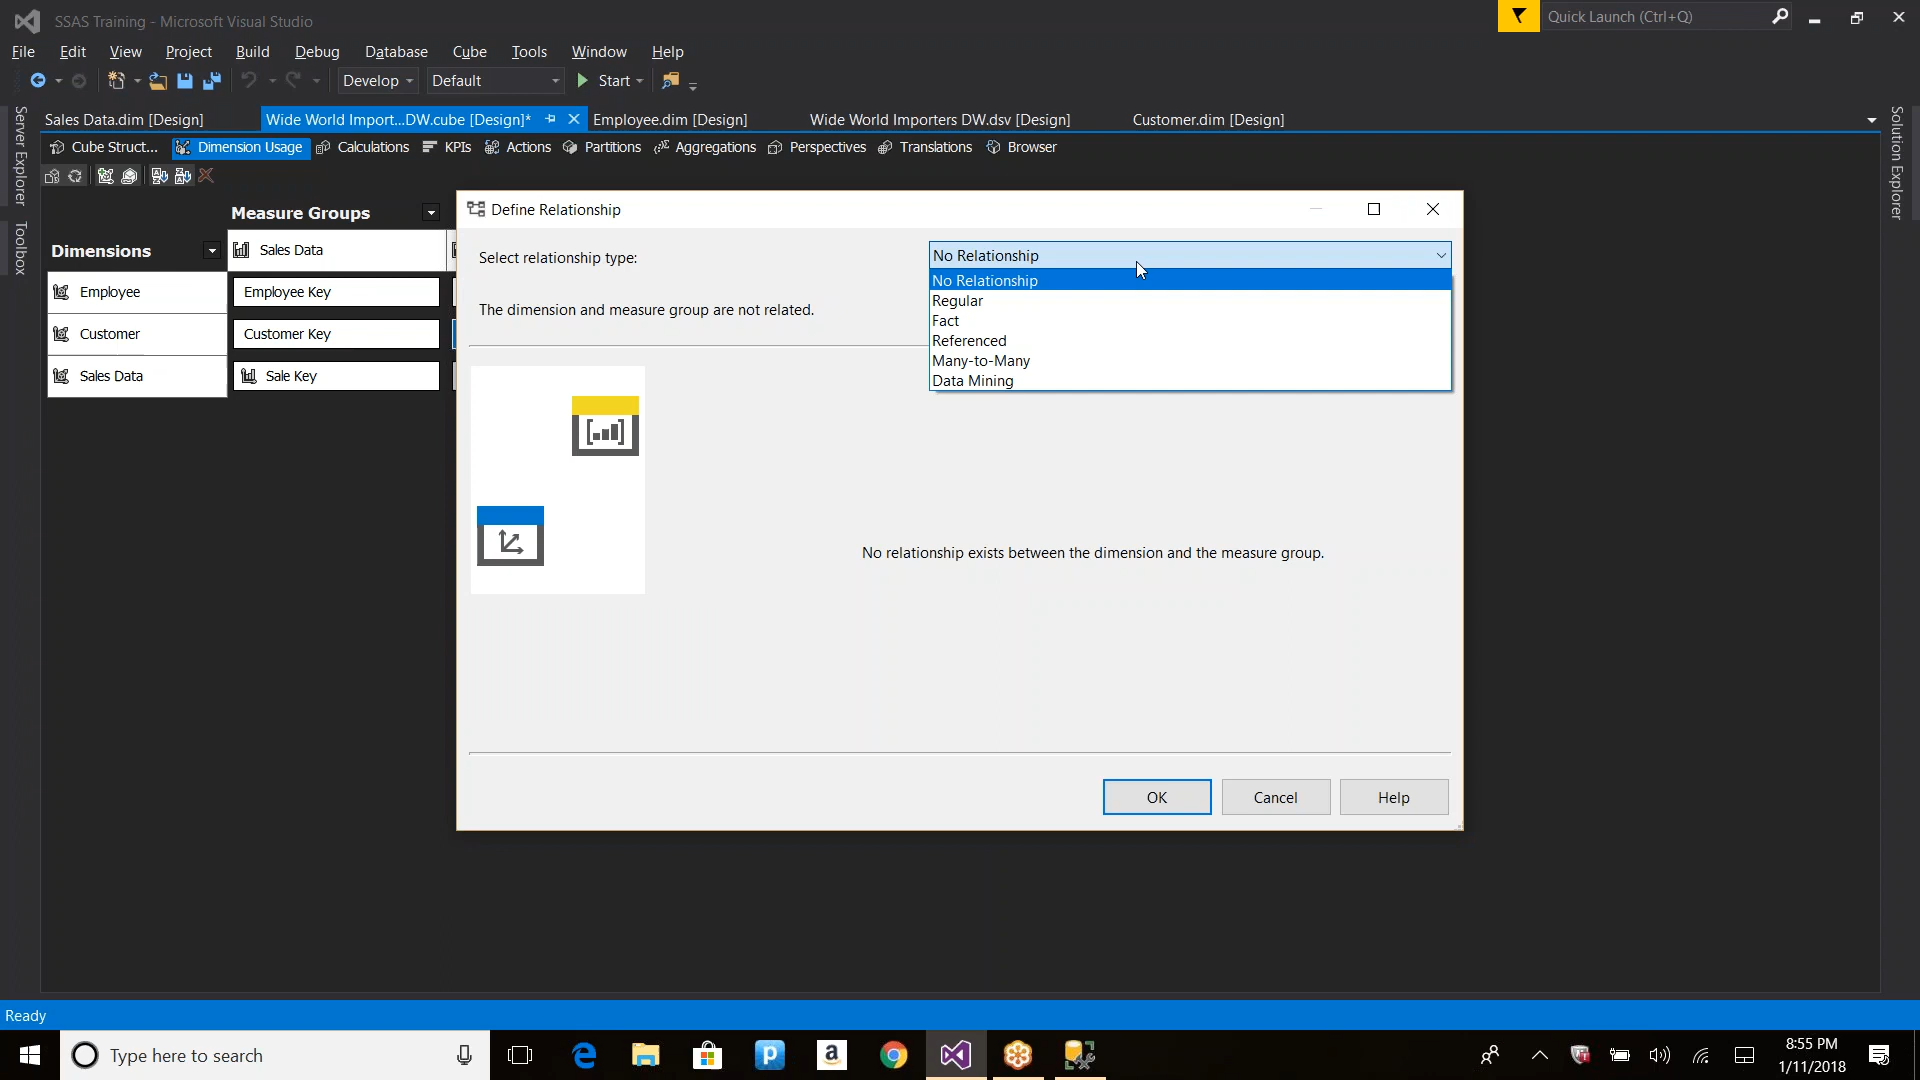 SSAS Training - Microsoft Visual Studio
Quick Launch (Ctrl+Q)
File Edit View Project Build Debug Database Cube Tools Window Help
Develop Default Start
Server Explorer
Toolbox
Solution Explorer
Sales Data.dim [Design] Wide World Import...DW.cube [Design]* Employee.dim [Design] Wide World Importers DW.dsv [Design] Customer.dim [Design]
Cube Struct... Dimension Usage Calculations KPIs Actions Partitions Aggregations Perspectives Translations Browser
Measure Groups
Dimensions
Sales Data
Employee Employee Key
Customer Customer Key
Sales Data Sale Key
Define Relationship
Select relationship type:
No Relationship
No Relationship
Regular
Fact
Referenced
Many-to-Many
Data Mining
The dimension and measure group are not related.
No relationship exists between the dimension and the measure group.
OK Cancel Help
Ready
Type here to search
8:55 PM
1/11/2018